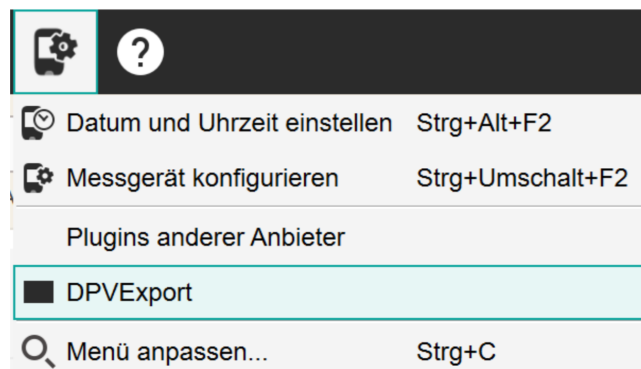 ?
Datum und Uhrzeit einstellen Strg+Alt+F2
Messgerät konfigurieren Strg+Umschalt+F2
Plugins anderer Anbieter
DPVExport
Menü anpassen... Strg+C